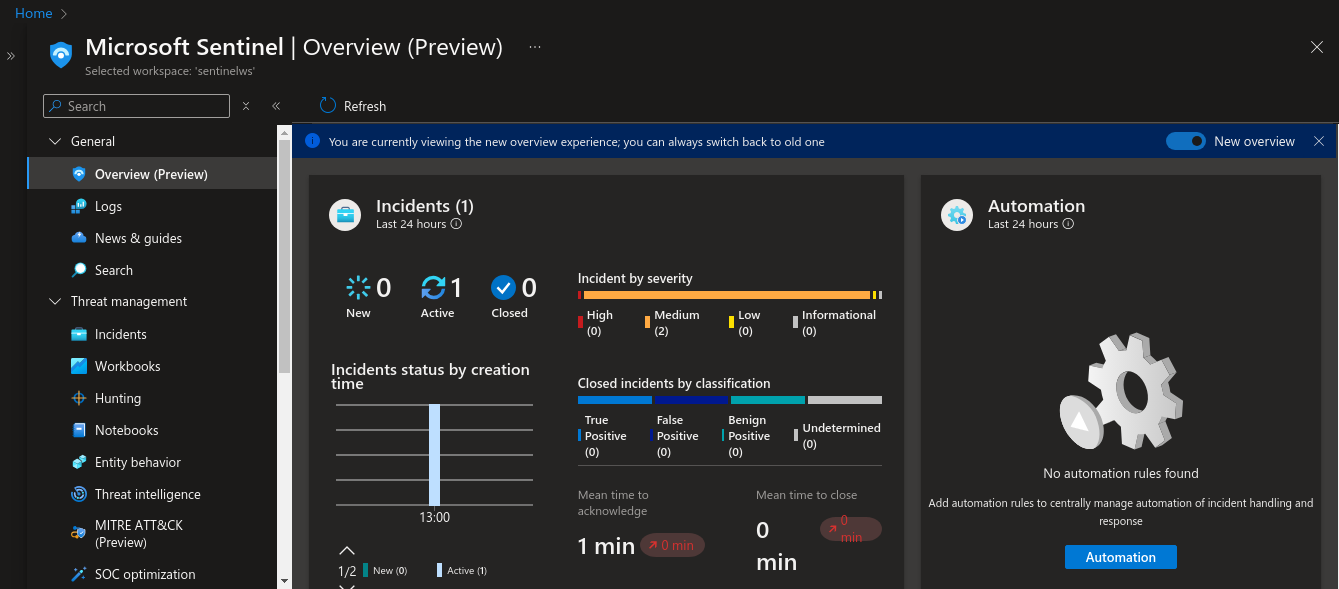 Home
Microsoft Sentinel | Overview (Preview)
Selected workspace: 'sentinelws'
Search
Refresh
General
Overview (Preview)
Logs
News & guides
Search
Threat management
Incidents
Workbooks
Hunting
Notebooks
Entity behavior
Threat intelligence
MITRE ATT&CK
(Preview)
SOC optimization
You are currently viewing the new overview experience; you can always switch back to old one
New overview
Incidents (1)
Last 24 hours
0
New
1
Active
0
Closed
Incidents status by creation
time
13:00
1/2
New (0)
Active (1)
Incident by severity
High
(0)
Medium
(2)
Low
(0)
Informational
(0)
Closed incidents by classification
True
Positive
(0)
False
Positive
(0)
Benign
Positive
(0)
Undetermined
(0)
Mean time to
acknowledge
1 min
0 min
Mean time to close
0
min
0
min
Automation
Last 24 hours
No automation rules found
Add automation rules to centrally manage automation of incident handling and
response
Automation